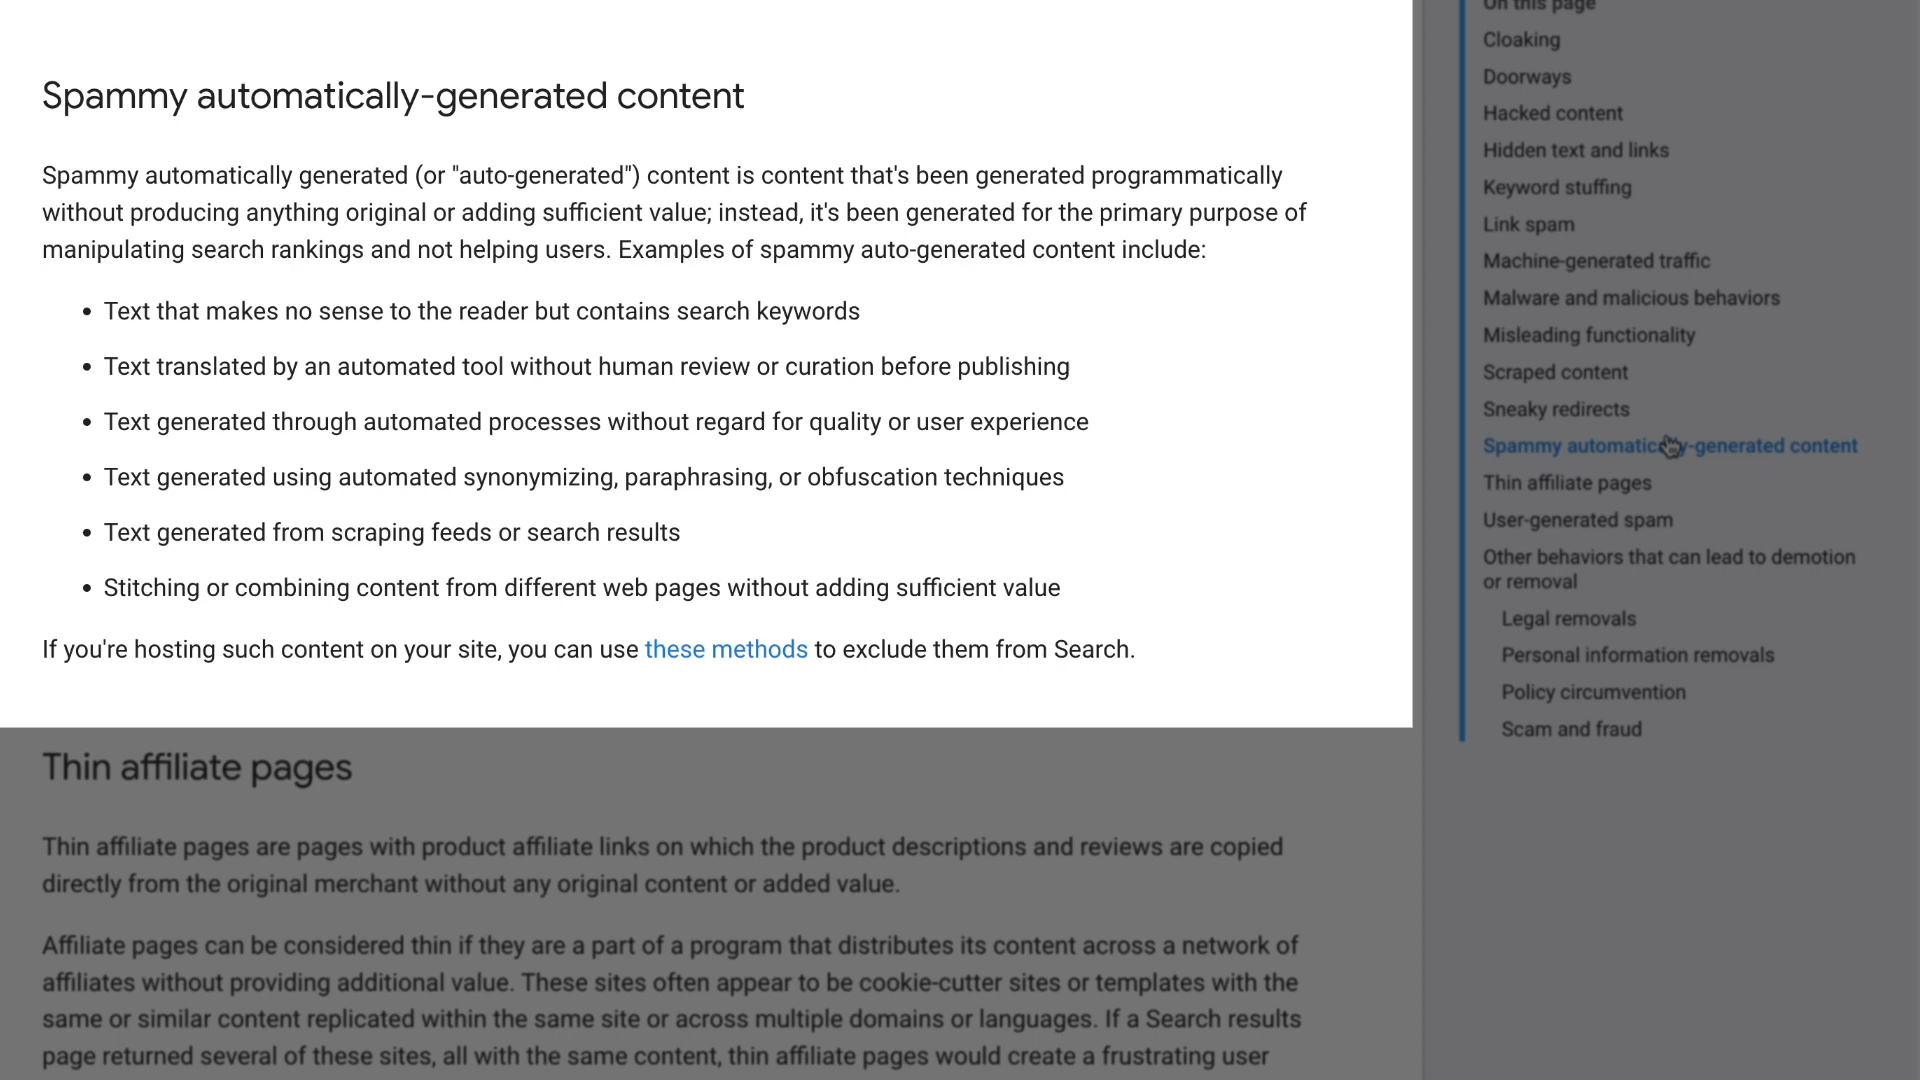 Spammy automatically-generated content
Spammy automatically generated (or "auto-generated") content is content that's been generated programmatically
without producing anything original or adding sufficient value; instead, it's been generated for the primary purpose of
manipulating search rankings and not helping users. Examples of spammy auto-generated content include:
• Text that makes no sense to the reader but contains search keywords
• Text translated by an automated tool without human review or curation before publishing
• Text generated through automated processes without regard for quality or user experience
• Text generated using automated synonymizing, paraphrasing, or obfuscation techniques
• Text generated from scraping feeds or search results
• Stitching or combining content from different web pages without adding sufficient value
If you're hosting such content on your site, you can use these methods to exclude them from Search.
Thin affiliate pages
Thin affiliate pages are pages with product affiliate links on which the product descriptions and reviews are copied
directly from the original merchant without any original content or added value.
Affiliate pages can be considered thin if they are a part of a program that distributes its content across a network of
affiliates without providing additional value. These sites often appear to be cookie-cutter sites or templates with the
same or similar content replicated within the same site or across multiple domains or languages. If a Search results
page returned several of these sites, all with the same content, thin affiliate pages would create a frustrating user
On this page
Cloaking
Doorways
Hacked content
Hidden text and links
Keyword stuffing
Link spam
Machine-generated traffic
Malware and malicious behaviors
Misleading functionality
Scraped content
Sneaky redirects
Spammy automatically-generated content
Thin affiliate pages
User-generated spam
Other behaviors that can lead to demotion
or removal
Legal removals
Personal information removals
Policy circumvention
Scam and fraud